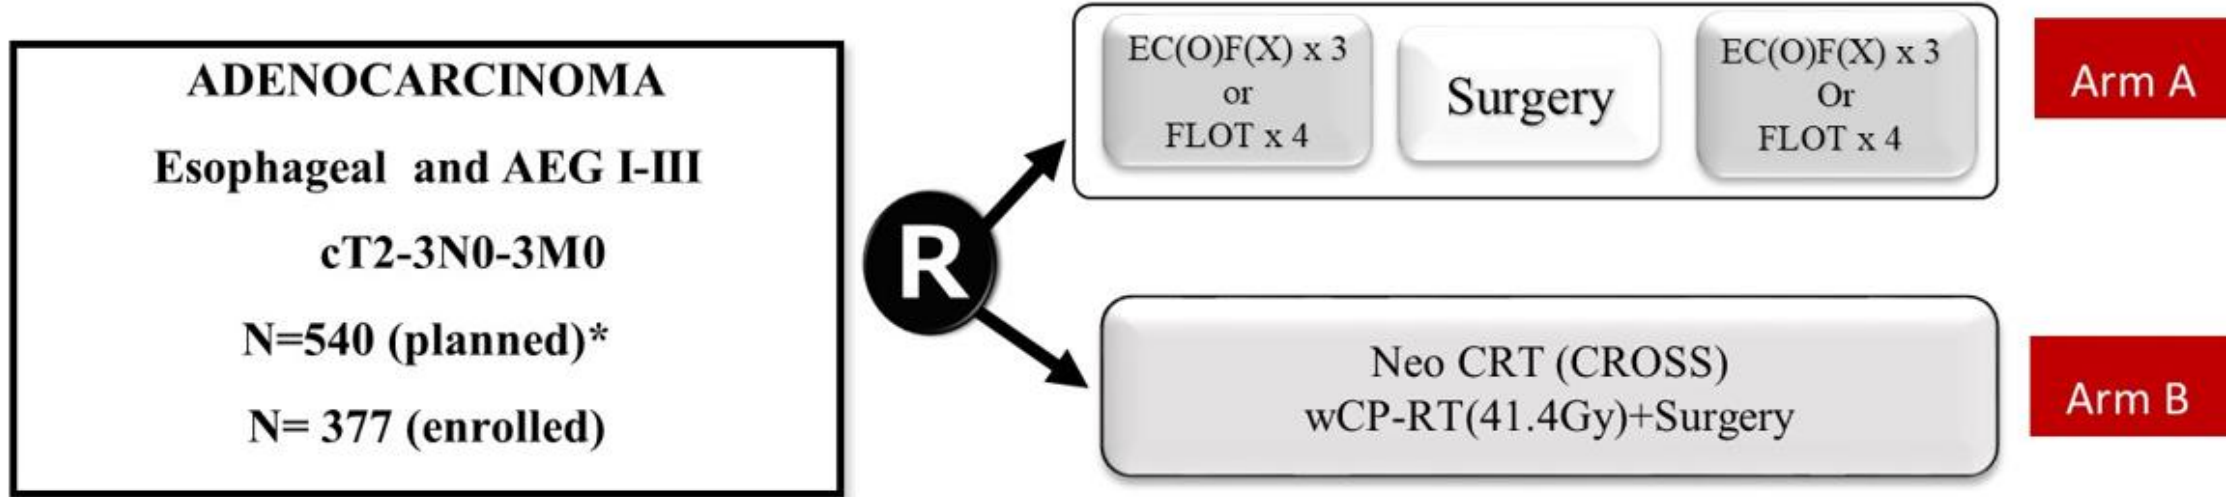 ADENOCARCINOMA
Esophageal and AEG I-III
cT2-3N0-3M0
N=540 (planned)*
N= 377 (enrolled)
R
EC(O)F(X) x 3
or
FLOT x 4
Surgery
EC(O)F(X) x 3
Or
FLOT x 4
Arm A
Neo CRT (CROSS)
wCP-RT(41.4Gy)+Surgery
Arm B